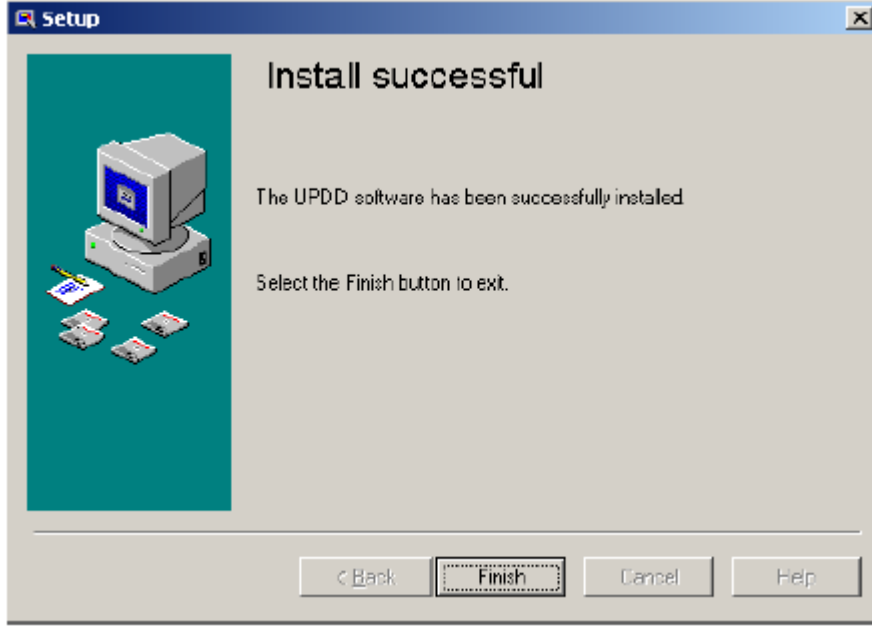 Setup
Install successful
The UPDD software has been successfully installed.
Select the Finish button to exit.
< Back
Finish
Cancel
Help